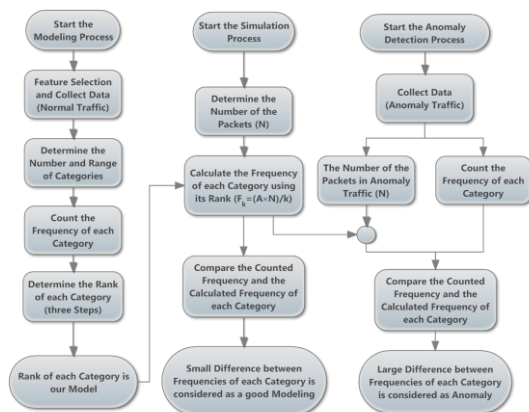 Start the
Modeling Process
Feature Selection
and Collect Data
(Normal Traffic)
Determine the
Number and Range
of Categories
Count the
Frequency of each
Category
Determine the Rank
of each Category
(three Steps)
Rank of each Category is
our Model
Start the Simulation
Process
Determine the
Number of the
Packets (N)
Calculate the Frequency
of each Category using
its Rank (Fk=(A×N)/k)
Compare the Counted
Frequency and the
Calculated Frequency of
each Category
Small Difference between
Frequencies of each Category is
considered as a good Modeling
Start the Anomaly
Detection Process
Collect Data
(Anomaly Traffic)
The Number of the
Packets in Anomaly
Traffic (N)
Count the
Frequency of each
Category
Compare the Counted
Frequency and the
Calculated Frequency
of each Category
Large Difference between
Frequencies of each Category
is considered as Anomaly